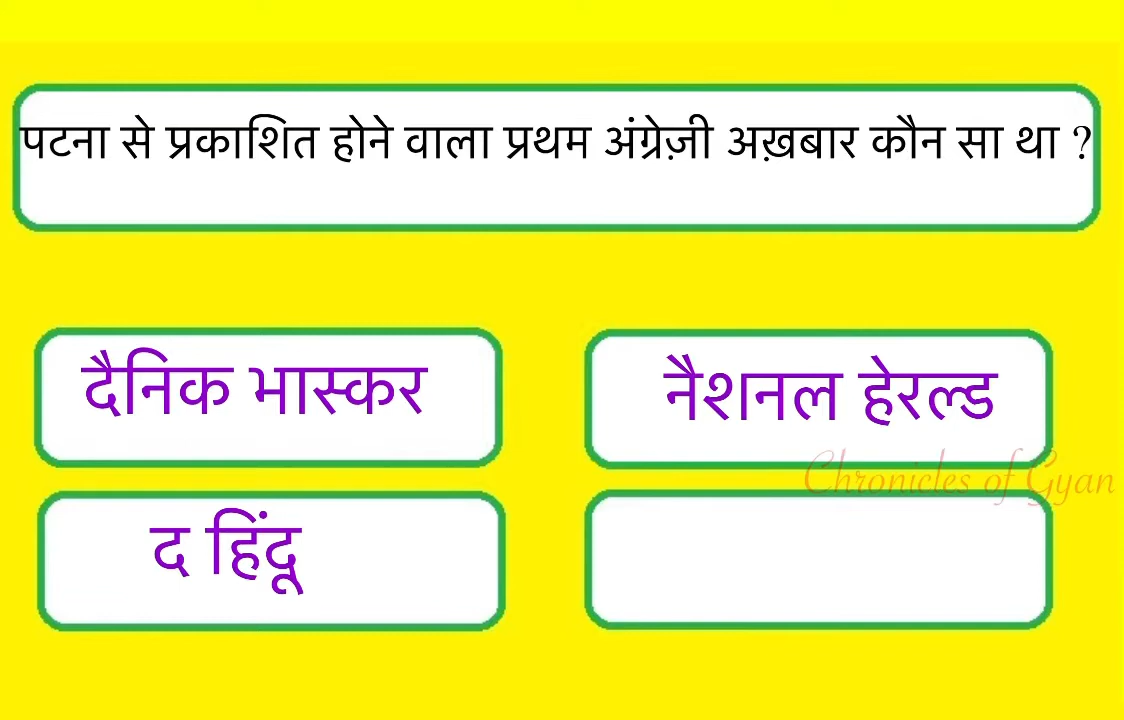 पटना से प्रकाशित होने वाला प्रथम अंग्रेज़ी अख़बार कौन सा था ?
दैनिक भास्कर
नैशनल हेरल्ड
Chronicles of Gyan
द हिंदू